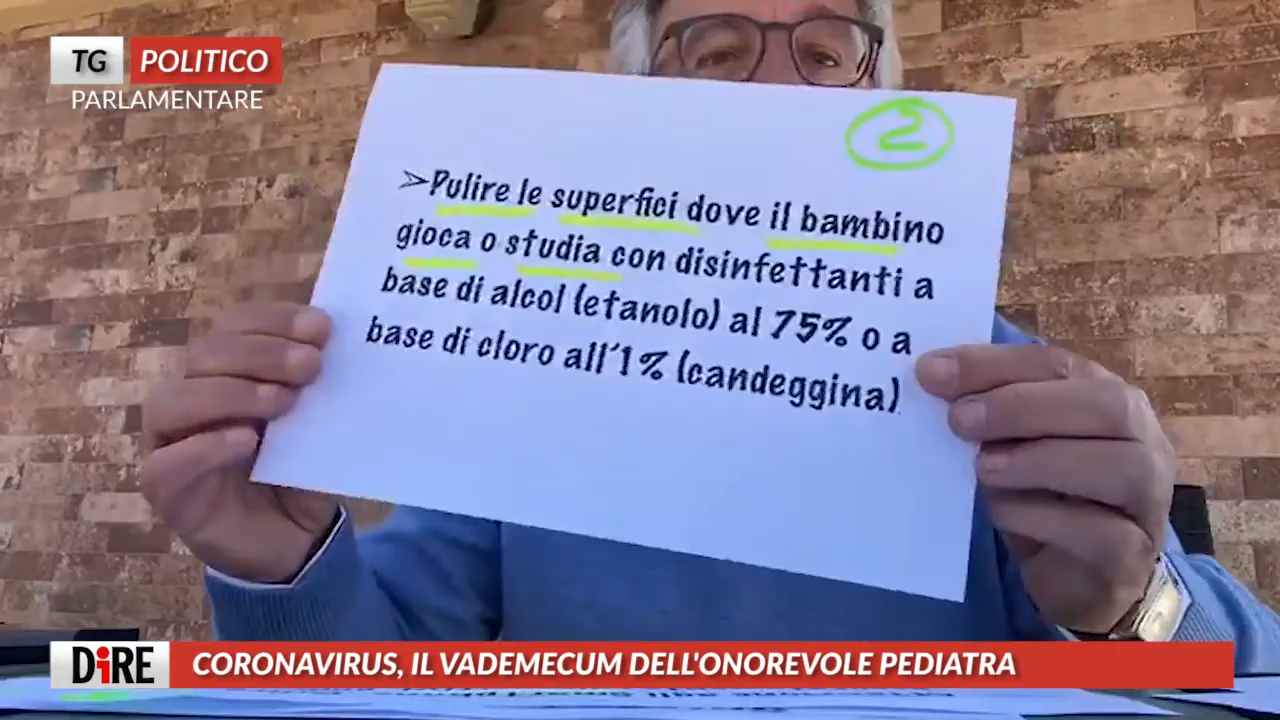 TG POLITICO
PARLAMENTARE
2
➢Pulire le superfici dove il bambino
gioca o studia con disinfettanti a
base di alcol (etanolo) al 75% o a
base di cloro all'1% (candeggina)
DiRE CORONAVIRUS, IL VADEMECUM DELL'ONOREVOLE PEDIATRA